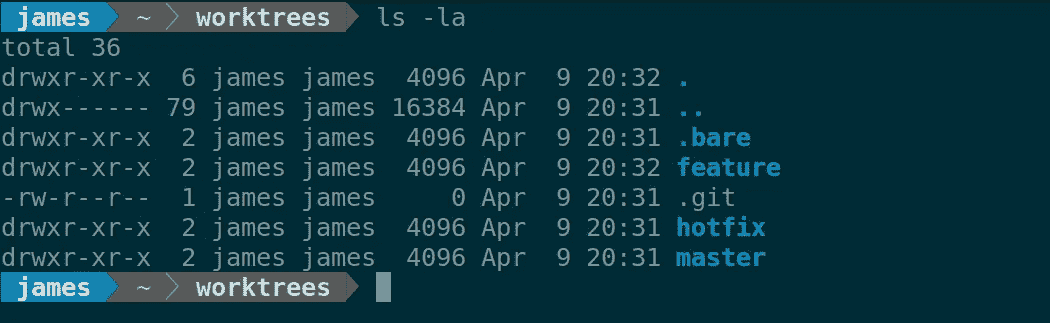 james ~ worktrees ls -la
total 36
drwxr-xr-x  6 james james  4096 Apr  9 20:32 .
drwx------ 79 james james 16384 Apr  9 20:31 ..
drwxr-xr-x  2 james james  4096 Apr  9 20:31 .bare
drwxr-xr-x  2 james james  4096 Apr  9 20:32 feature
-rw-r--r--  1 james james     0 Apr  9 20:31 .git
drwxr-xr-x  2 james james  4096 Apr  9 20:31 hotfix
drwxr-xr-x  2 james james  4096 Apr  9 20:31 master
james ~ worktrees